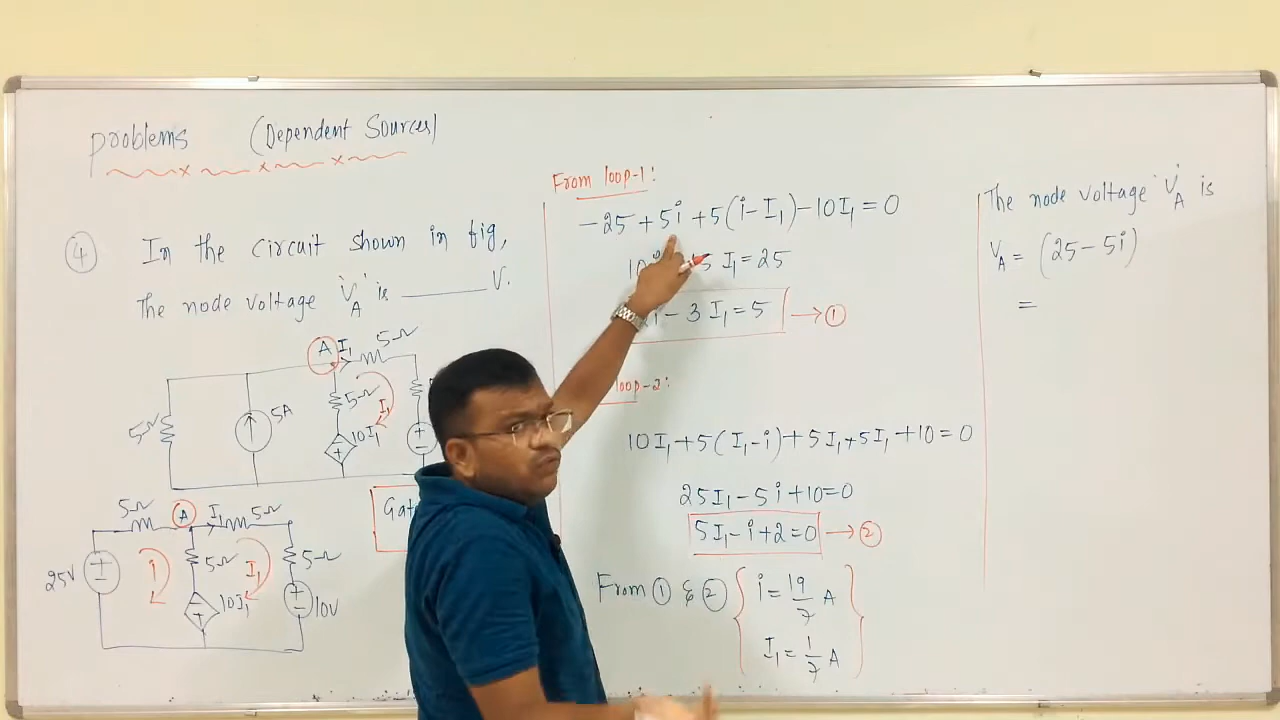 problems (Dependent Sources)
④ In the circuit shown in fig,
The node voltage 'V_A' is ______ V.
A I₁ 5Ω
5Ω 5A 5Ω I₁
10I₁
5Ω A I₁ 5Ω
25V i 5Ω I₁ 5Ω
10I₁ 10V
From loop-1:
-25 + 5i + 5(i - I₁) - 10I₁ = 0
5 I₁ = 25
- 3 I₁ = 5 → ①
loop-2:
10I₁ + 5(I₁ - i) + 5I₁ + 5I₁ + 10 = 0
25I₁ - 5i + 10 = 0
5I₁ - i + 2 = 0 → ②
From ① & ② { i = 19/7 A
I₁ = 1/7 A }
The node voltage 'V_A' is
V_A = (25 - 5i)
=